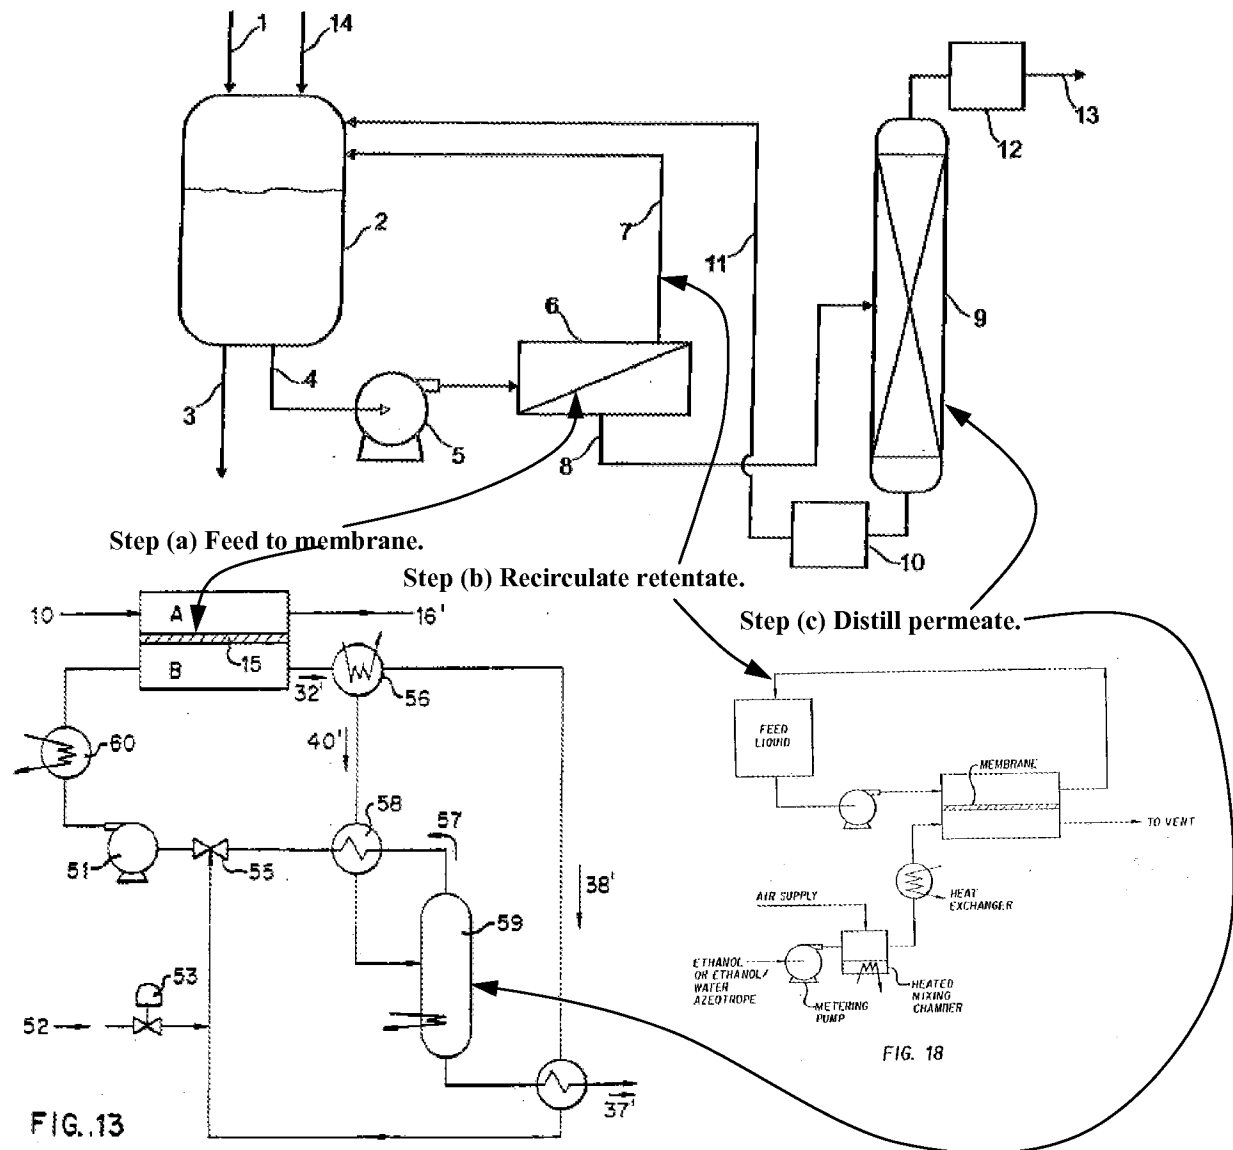 1
14
2
3
4
5
6
7
8
9
10
11
12
13
Step (a) Feed to membrane.
Step (b) Recirculate retentate.
Step (c) Distill permeate.
10
A
16'
15
B
32'
56
60
40'
58
57
51
55
38'
59
53
52
37'
FIG..13
FEED
LIQUID
MEMBRANE
TO VENT
HEAT
EXCHANGER
AIR SUPPLY
ETHANOL
OR ETHANOL/
WATER
AZEOTROPE
METERING
PUMP
HEATED
MIXING
CHAMBER
FIG. 18